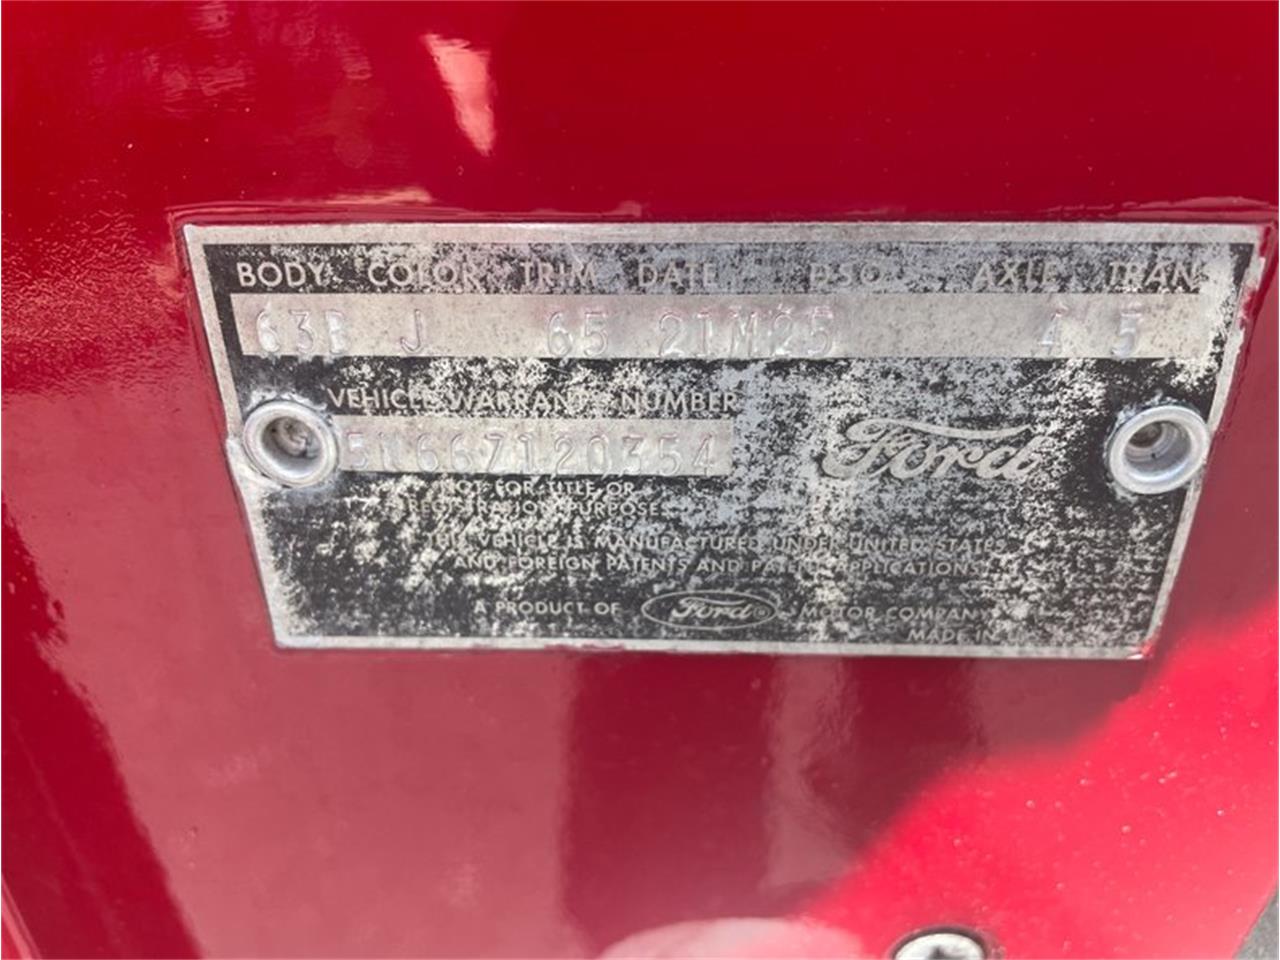 BODY COLOR TRIM DATE DSO AXLE TRAN.
63B J 65 21M25 4 5
VEHICLE WARRANTY NUMBER
5U667120354
Ford
NOT FOR TITLE OR
REGISTRATION PURPOSES
THIS VEHICLE IS MANUFACTURED UNDER UNITED STATES
AND FOREIGN PATENTS AND PATENT APPLICATIONS
A PRODUCT OF Ford ® MOTOR COMPANY
MADE IN